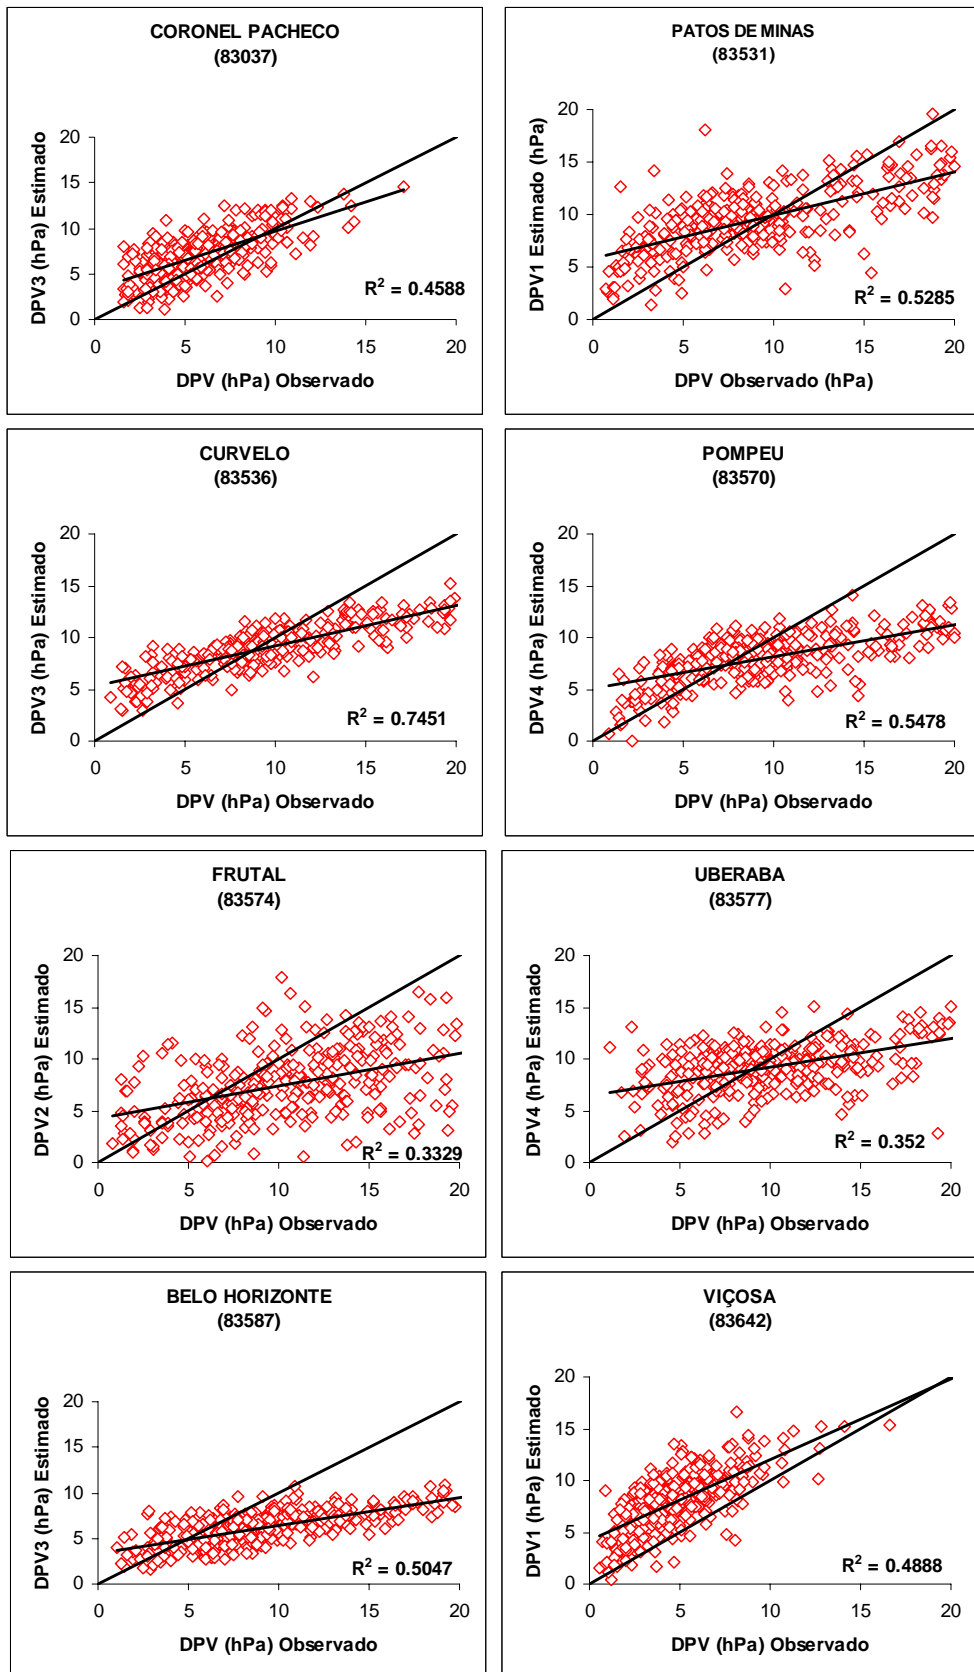 CORONEL PACHECO
(83037)
DPV3 (hPa) Estimado
20
15
10
5
0
R² = 0.4588
0 5 10 15 20
DPV (hPa) Observado
PATOS DE MINAS
(83531)
DPV1 Estimado (hPa)
20
15
10
5
0
R² = 0.5285
0 5 10 15 20
DPV Observado (hPa)
CURVELO
(83536)
DPV3 (hPa) Estimado
20
15
10
5
0
R² = 0.7451
0 5 10 15 20
DPV (hPa) Observado
POMPEU
(83570)
DPV4 (hPa) Estimado
20
15
10
5
0
R² = 0.5478
0 5 10 15 20
DPV (hPa) Observado
FRUTAL
(83574)
DPV2 (hPa) Estimado
20
15
10
5
0
R² = 0.3329
0 5 10 15 20
DPV (hPa) Observado
UBERABA
(83577)
DPV4 (hPa) Estimado
20
15
10
5
0
R² = 0.352
0 5 10 15 20
DPV (hPa) Observado
BELO HORIZONTE
(83587)
DPV3 (hPa) Estimado
20
15
10
5
0
R² = 0.5047
0 5 10 15 20
DPV (hPa) Observado
VIÇOSA
(83642)
DPV1 (hPa) Estimado
20
15
10
5
0
R² = 0.4888
0 5 10 15 20
DPV (hPa) Observado